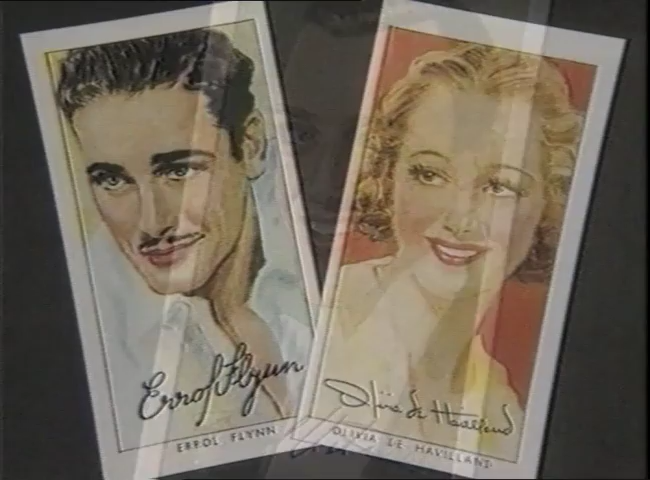 Errol Flynn
ERROL FLYNN
Olivia de Havilland
OLIVIA DE HAVILLAND